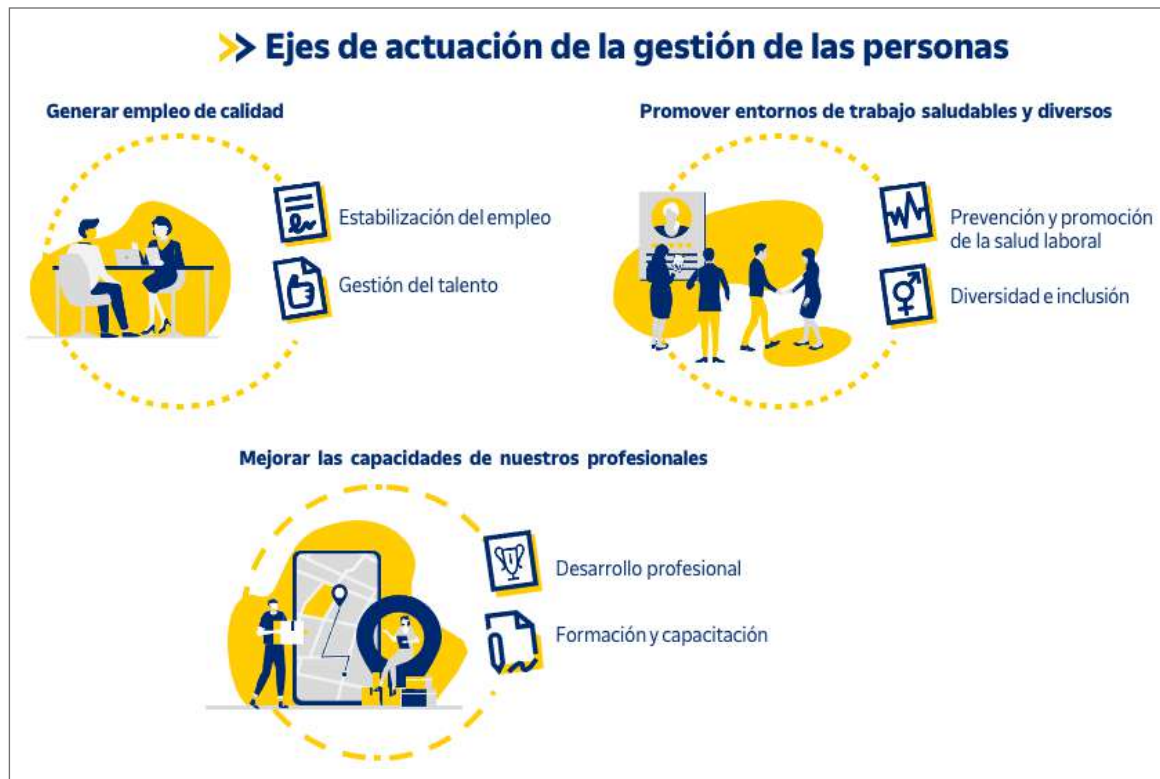 Ejes de actuación de la gestión de las personas
Generar empleo de calidad
Estabilización del empleo
Gestión del talento
Promover entornos de trabajo saludables y diversos
Prevención y promoción
de la salud laboral
Diversidad e inclusión
Mejorar las capacidades de nuestros profesionales
Desarrollo profesional
Formación y capacitación